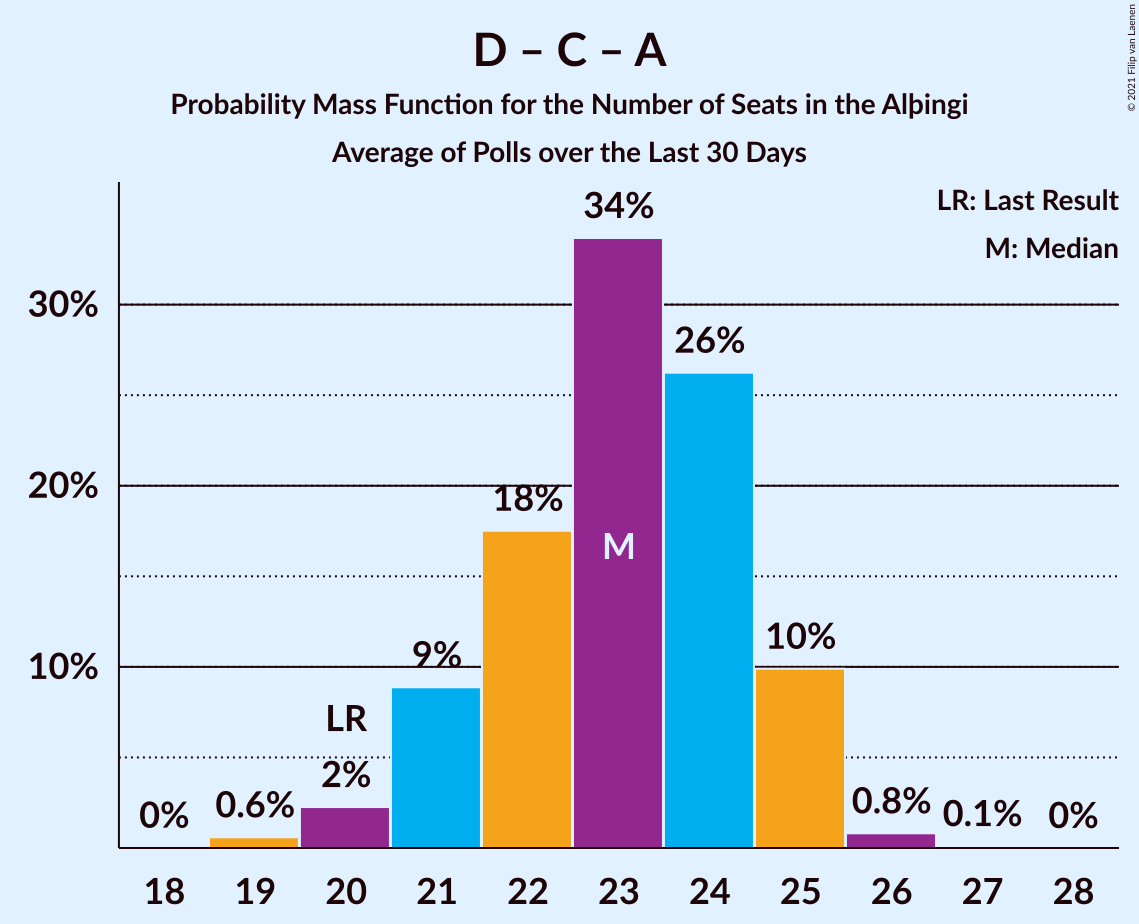 D – C – A
Probability Mass Function for the Number of Seats in the Alþingi
Average of Polls over the Last 30 Days
© 2021 Filip van Laenen
LR: Last Result
M: Median
30%
20%
10%
0%
0.6%
LR
2%
9%
18%
34%
M
26%
10%
0.8%
0.1%
0%
18 19 20 21 22 23 24 25 26 27 28